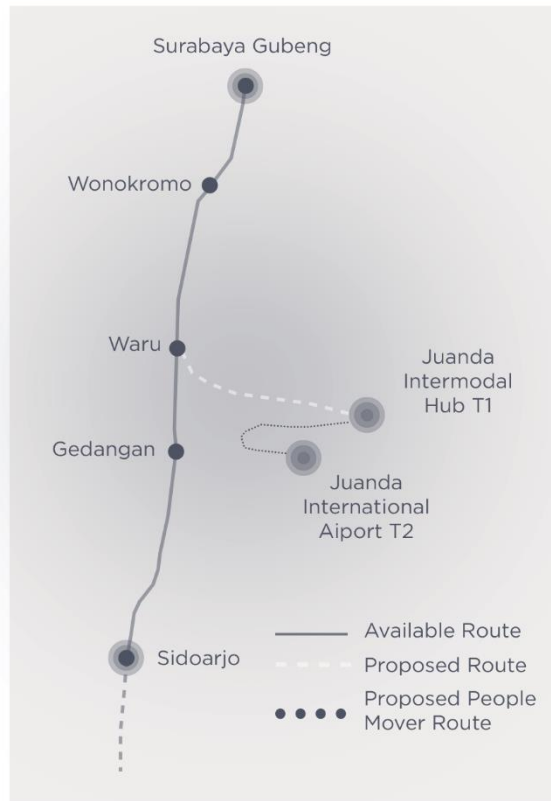 Surabaya Gubeng
Wonokromo
Waru
Juanda
Intermodal
Hub T1
Gedangan
Juanda
International
Aiport T2
Sidoarjo
Available Route
Proposed Route
Proposed People
Mover Route